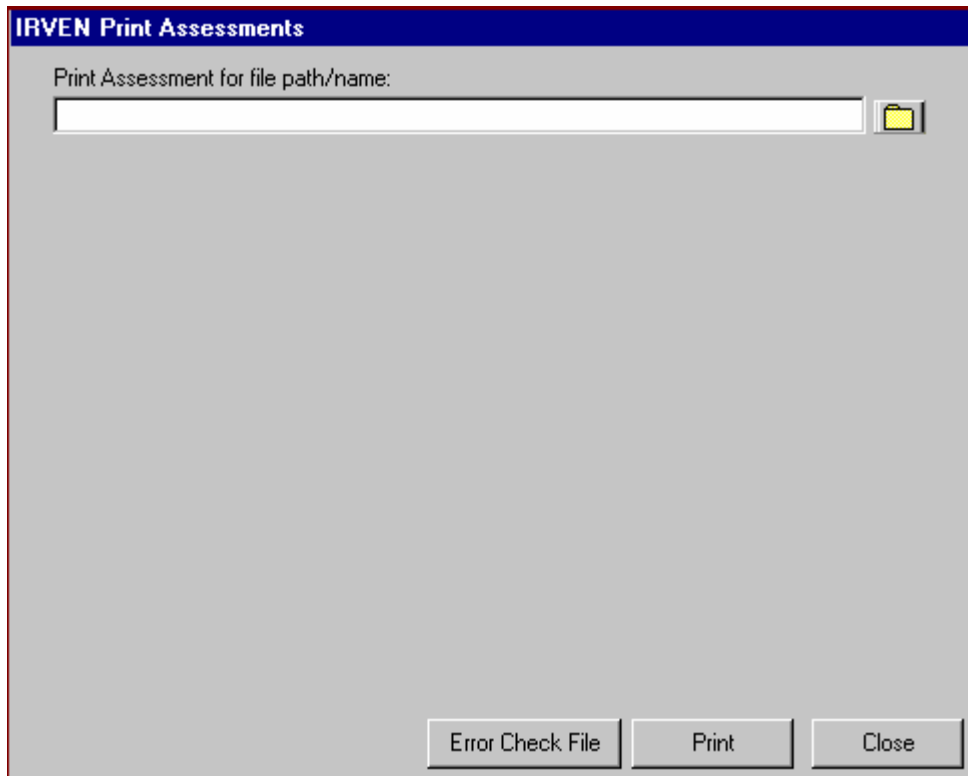 IRVEN Print Assessments
Print Assessment for file path/name:
Error Check File Print Close